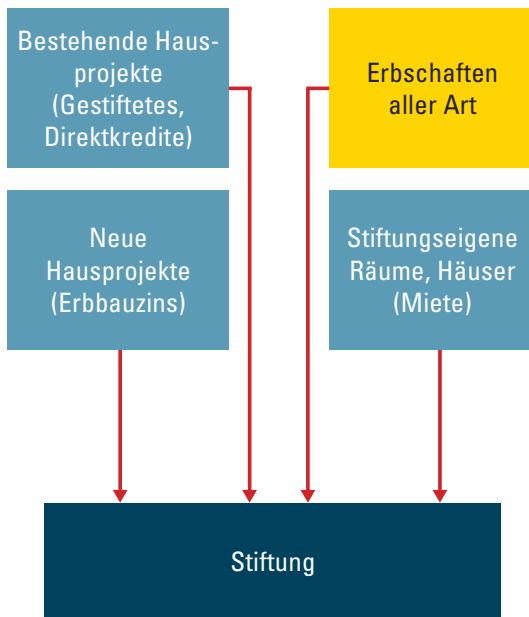 Bestehende Haus-
projekte
(Gestiftetes,
Direktkredite)
Erbschaften
aller Art
Neue
Hausprojekte
(Erbbauzins)
Stiftungseigene
Räume, Häuser
(Miete)
Stiftung